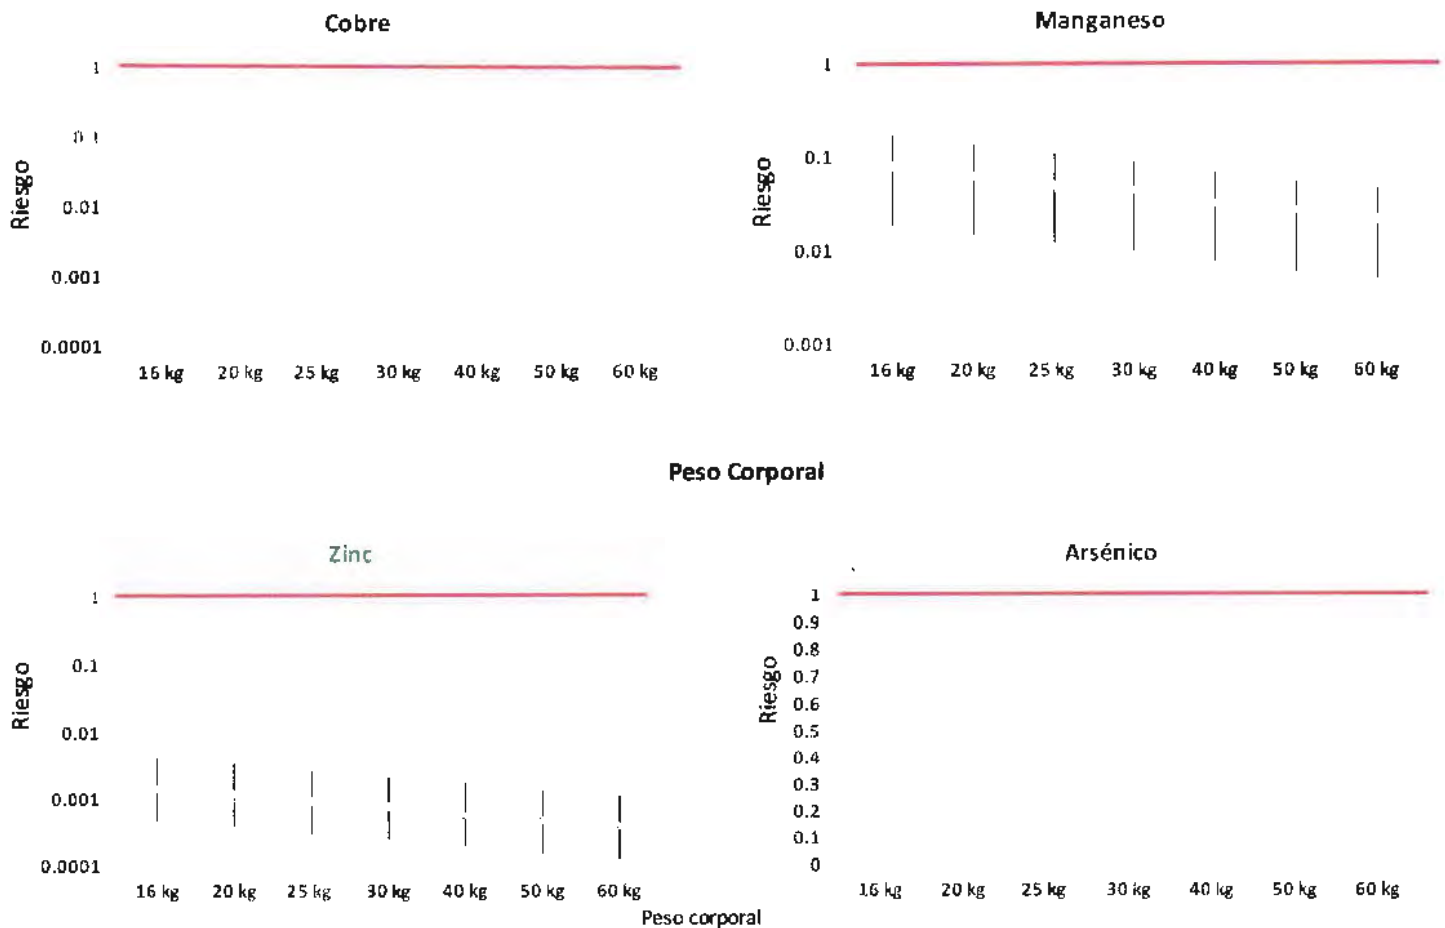 Cobre
Riesgo
1
0.1
0.01
0.001
0.0001
16 kg 20 kg 25 kg 30 kg 40 kg 50 kg 60 kg
Manganeso
Riesgo
1
0.1
0.01
0.001
16 kg 20 kg 25 kg 30 kg 40 kg 50 kg 60 kg
Peso Corporal
Zinc
Riesgo
1
0.1
0.01
0.001
0.0001
16 kg 20 kg 25 kg 30 kg 40 kg 50 kg 60 kg
Arsénico
Riesgo
1
0.9
0.8
0.7
0.6
0.5
0.4
0.3
0.2
0.1
0
16 kg 20 kg 25 kg 30 kg 40 kg 50 kg 60 kg
Peso corporal